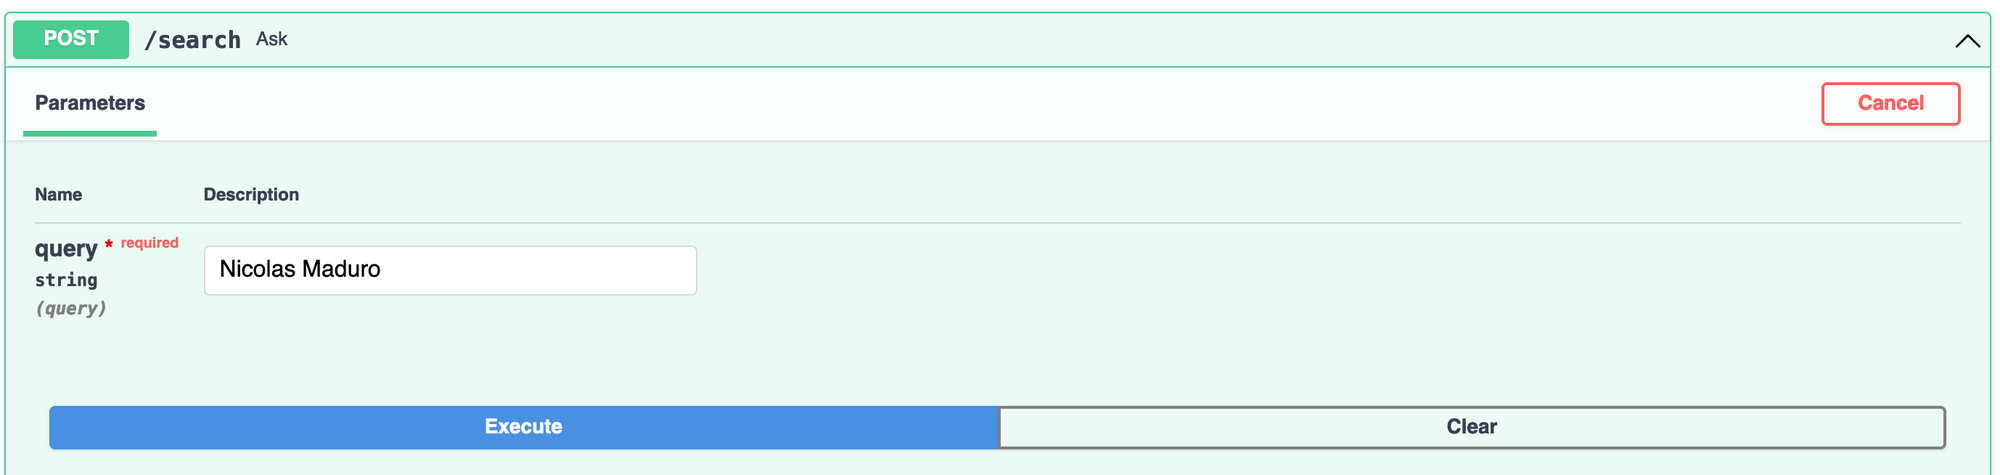 POST /search Ask
Parameters
Cancel
Name Description
query * required
string
(query)
Nicolas Maduro
Execute Clear